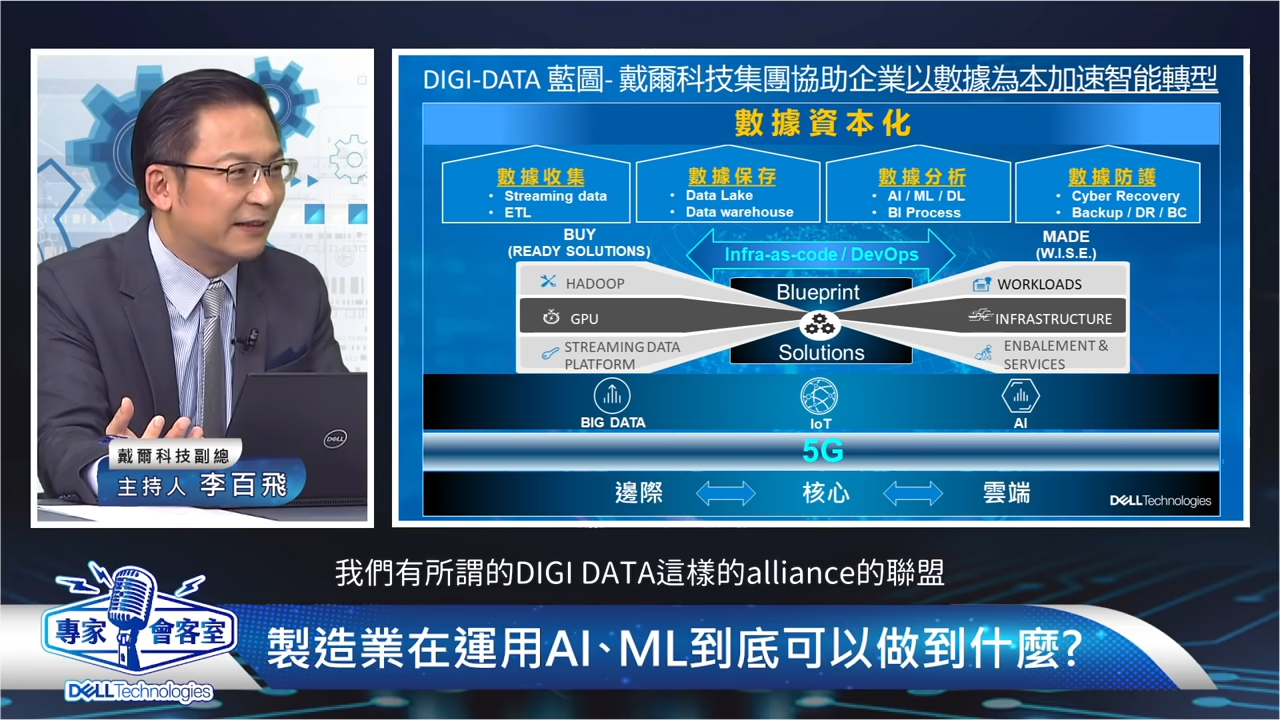 DIGI-DATA 藍圖- 戴爾科技集團協助企業以數據為本加速智能轉型
數據資本化
數據收集
• Streaming data
• ETL
數據保存
• Data Lake
• Data warehouse
數據分析
• AI / ML / DL
• BI Process
數據防護
• Cyber Recovery
• Backup / DR / BC
BUY
(READY SOLUTIONS)
Infra-as-code / DevOps
MADE
(W.I.S.E.)
HADOOP
GPU
STREAMING DATA
PLATFORM
Blueprint
Solutions
WORKLOADS
INFRASTRUCTURE
ENBALEMENT &
SERVICES
BIG DATA
IoT
AI
5G
邊際
核心
雲端
DELL Technologies
DELL
戴爾科技副總
主持人 李百飛
我們有所謂的DIGI DATA這樣的alliance的聯盟
專家會客室
DELL Technologies
製造業在運用AI、ML到底可以做到什麼?